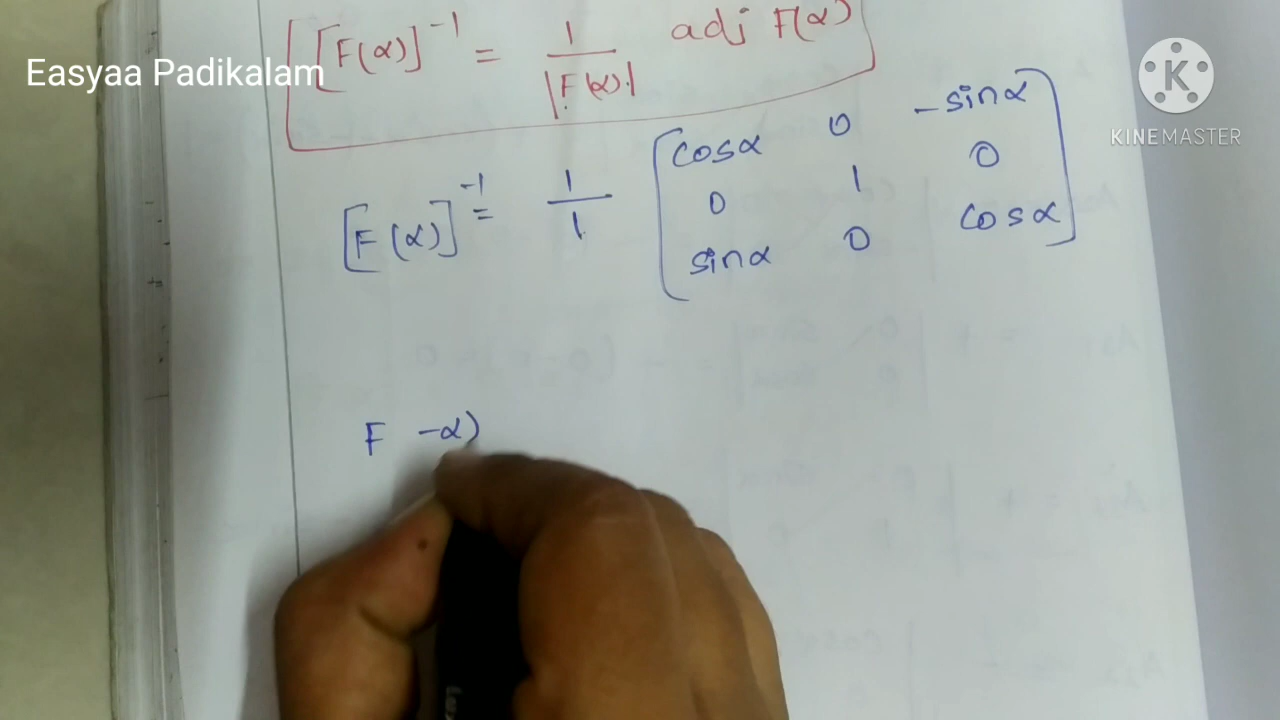 [F(α)]⁻¹ = 1/|F(α)| adj F(α)
Easyaa Padikalam
KINEMASTER
[F(α)]⁻¹ = 1/1 [cosα 0 -sinα
0 1 0
sinα 0 cosα]
F -α)